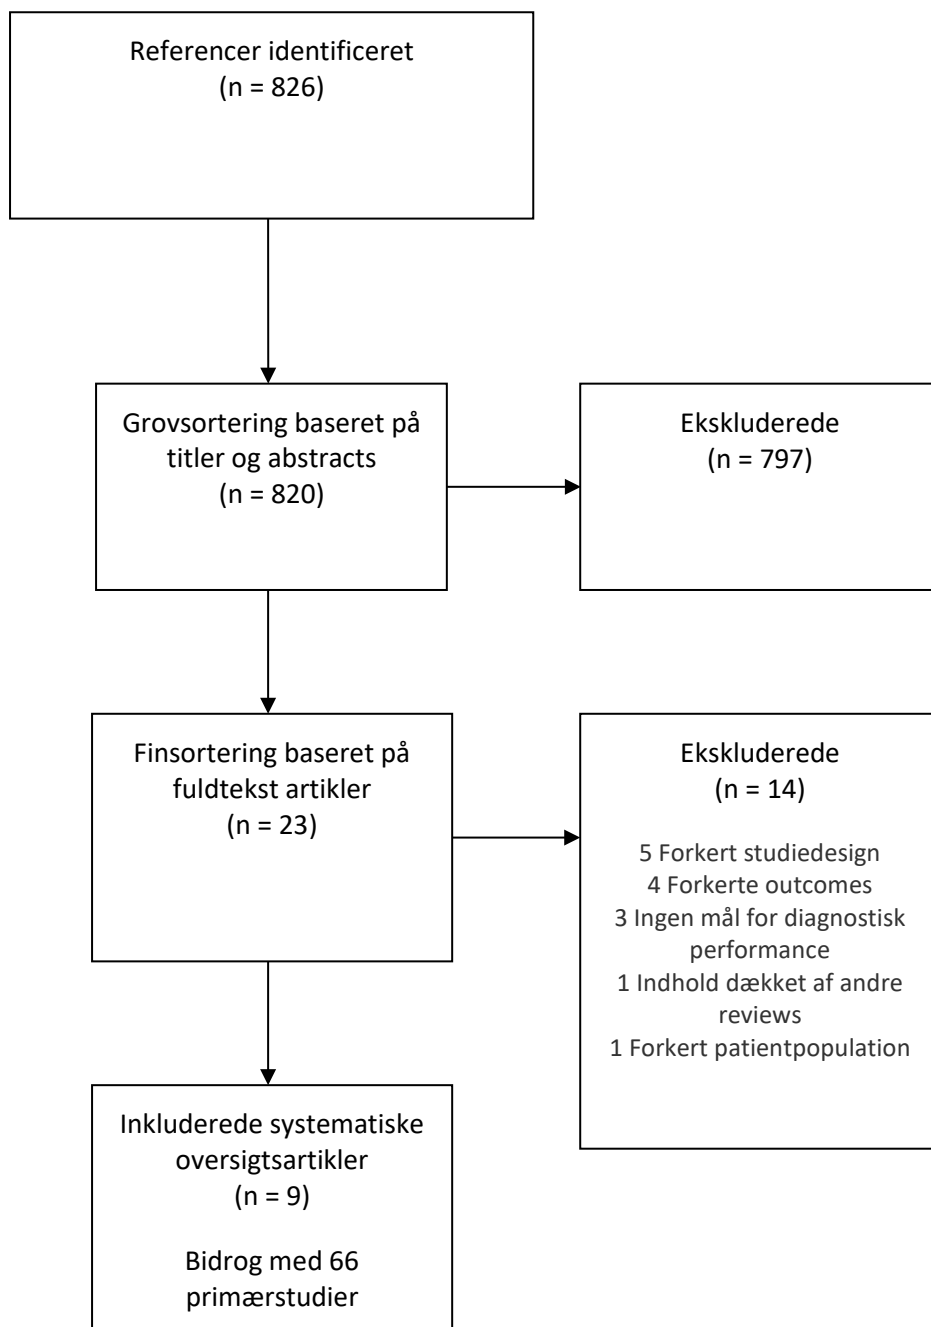 Referencer identificeret
(n = 826)
Grovsortering baseret på
titler og abstracts
(n = 820)
Ekskluderede
(n = 797)
Finsortering baseret på
fuldtekst artikler
(n = 23)
Ekskluderede
(n = 14)
5 Forkert studiedesign
4 Forkerte outcomes
3 Ingen mål for diagnostisk
performance
1 Indhold dækket af andre
reviews
1 Forkert patientpopulation
Inkluderede systematiske
oversigtsartikler
(n = 9)
Bidrog med 66
primærstudier